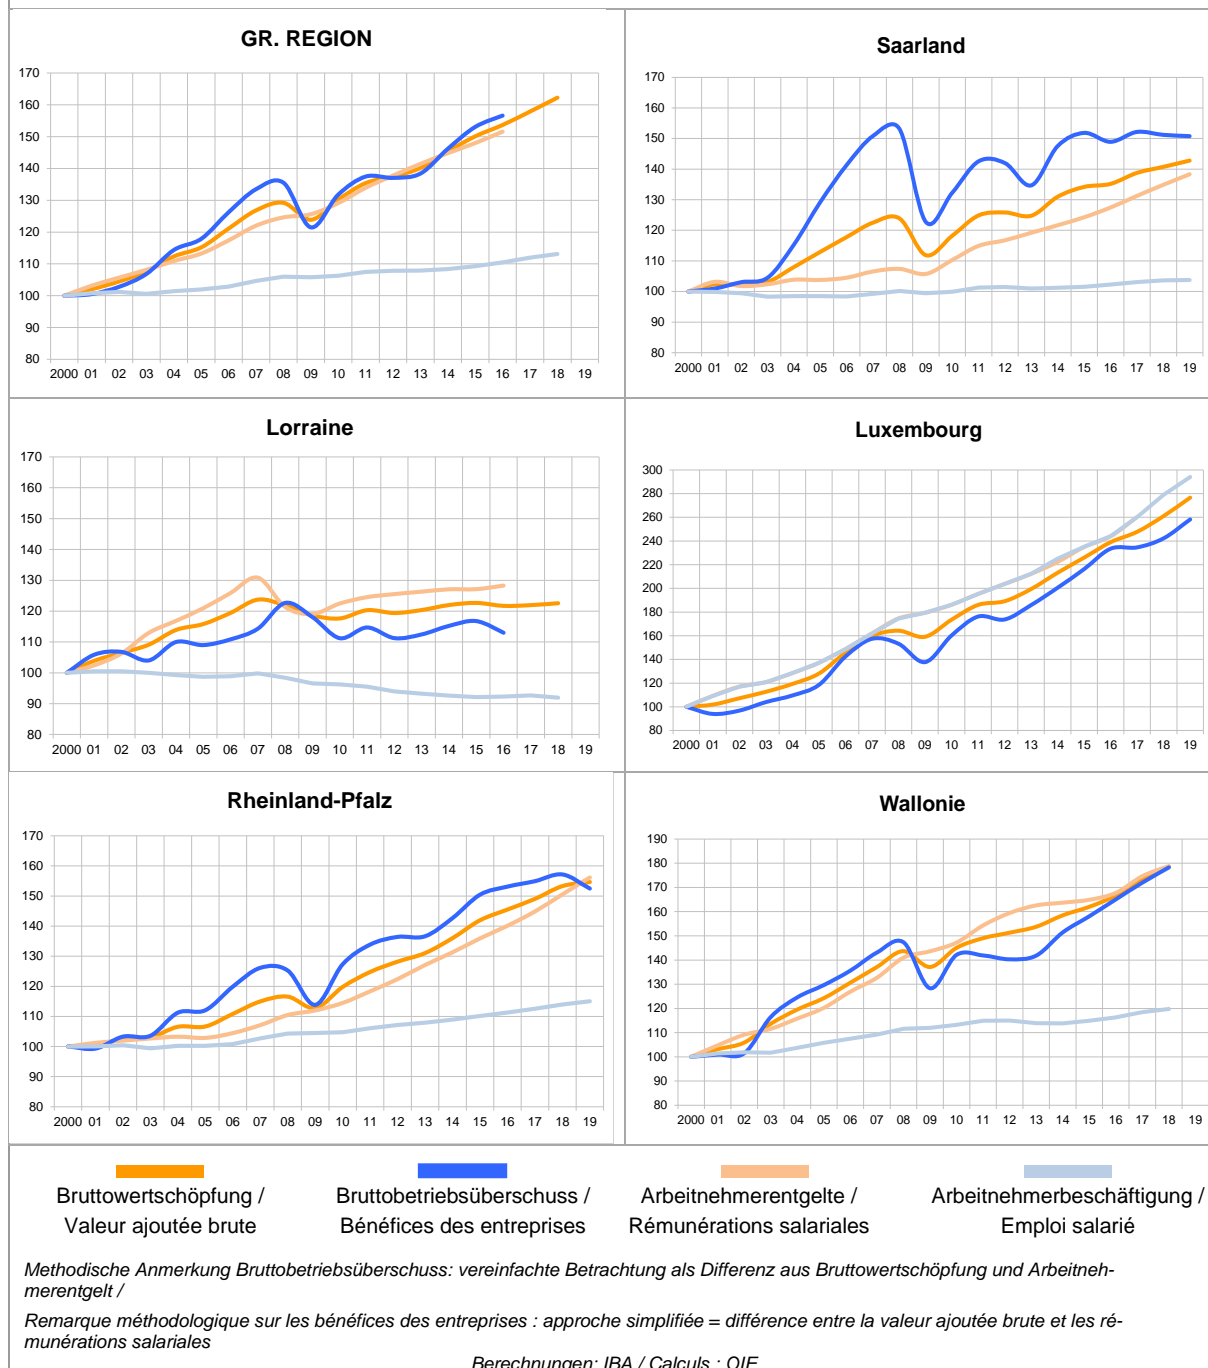 GR. REGION
170
160
150
140
130
120
110
100
90
80
2000 01 02 03 04 05 06 07 08 09 10 11 12 13 14 15 16 17 18 19
Saarland
170
160
150
140
130
120
110
100
90
80
2000 01 02 03 04 05 06 07 08 09 10 11 12 13 14 15 16 17 18 19
Lorraine
170
160
150
140
130
120
110
100
90
80
2000 01 02 03 04 05 06 07 08 09 10 11 12 13 14 15 16 17 18 19
Luxembourg
300
280
260
240
220
200
180
160
140
120
100
80
2000 01 02 03 04 05 06 07 08 09 10 11 12 13 14 15 16 17 18 19
Rheinland-Pfalz
170
160
150
140
130
120
110
100
90
80
2000 01 02 03 04 05 06 07 08 09 10 11 12 13 14 15 16 17 18 19
Wallonie
190
180
170
160
150
140
130
120
110
100
90
80
2000 01 02 03 04 05 06 07 08 09 10 11 12 13 14 15 16 17 18 19
Bruttowertschöpfung /
Valeur ajoutée brute
Bruttobetriebsüberschuss /
Bénéfices des entreprises
Arbeitnehmerentgelte /
Rémunérations salariales
Arbeitnehmerbeschäftigung /
Emploi salarié
Methodische Anmerkung Bruttobetriebsüberschuss: vereinfachte Betrachtung als Differenz aus Bruttowertschöpfung und Arbeitneh-
merentgelt /
Remarque méthodologique sur les bénéfices des entreprises : approche simplifiée = différence entre la valeur ajoutée brute et les ré-
munérations salariales
Berechnungen: IBA / Calculs : OIE